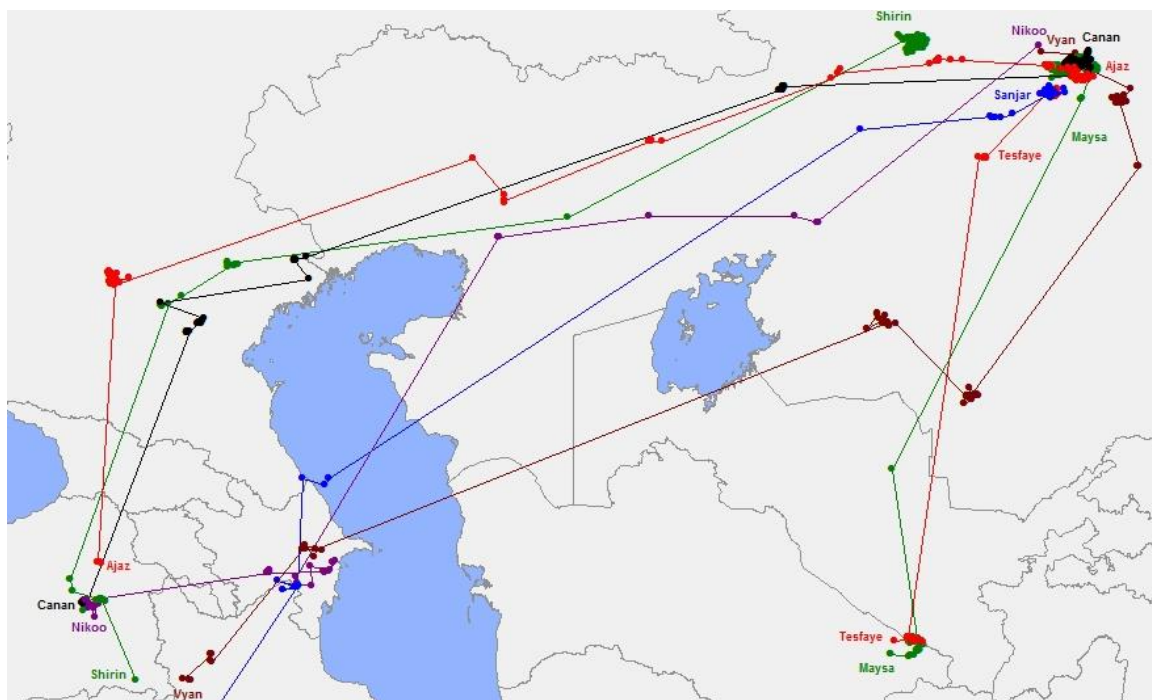 Shirin
Nikoo
Vyan
Canan
Ajaz
Sanjar
Maysa
Tesfaye
Ajaz
Canan
Nikoo
Shirin
Vyan
Tesfaye
Maysa